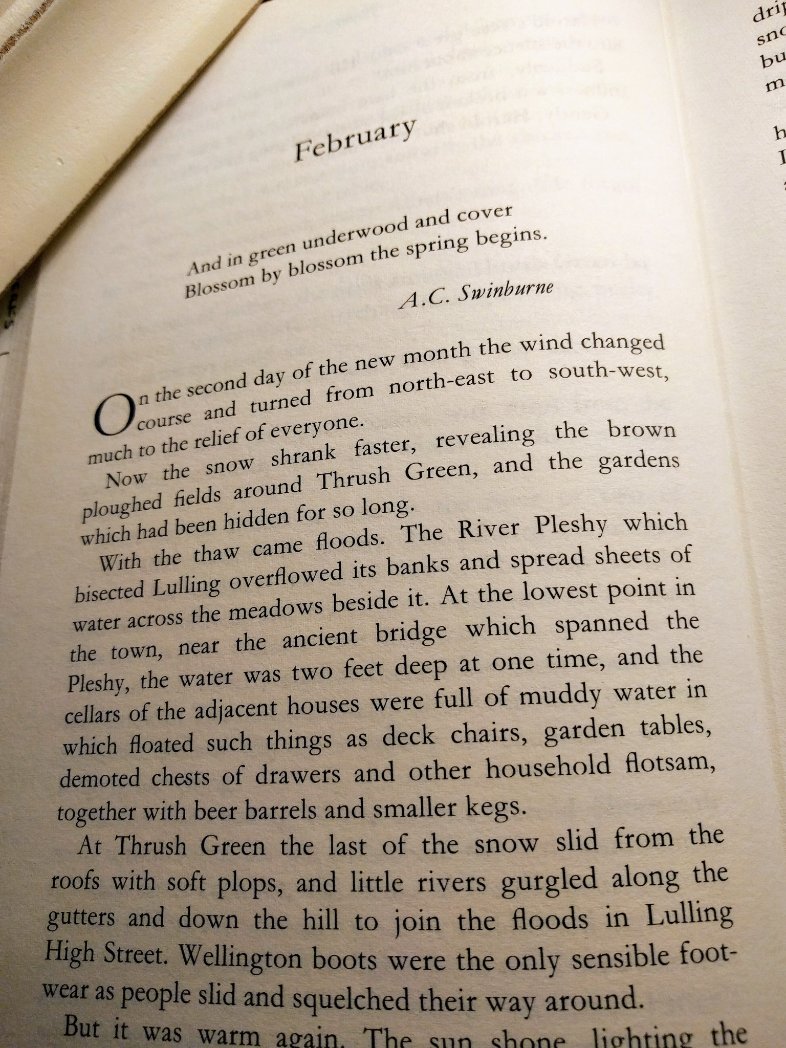 February
And in green underwood and cover
Blossom by blossom the spring begins.
A.C. Swinburne
On the second day of the new month the wind changed
course and turned from north-east to south-west,
much to the relief of everyone.
Now the snow shrank faster, revealing the brown
ploughed fields around Thrush Green, and the gardens
which had been hidden for so long.
With the thaw came floods. The River Pleshy which
bisected Lulling overflowed its banks and spread sheets of
water across the meadows beside it. At the lowest point in
the town, near the ancient bridge which spanned the
Pleshy, the water was two feet deep at one time, and the
cellars of the adjacent houses were full of muddy water in
which floated such things as deck chairs, garden tables,
demoted chests of drawers and other household flotsam,
together with beer barrels and smaller kegs.
At Thrush Green the last of the snow slid from the
roofs with soft plops, and little rivers gurgled along the
gutters and down the hill to join the floods in Lulling
High Street. Wellington boots were the only sensible foot-
wear as people slid and squelched their way around.
But it was warm again. The sun shone, lighting the